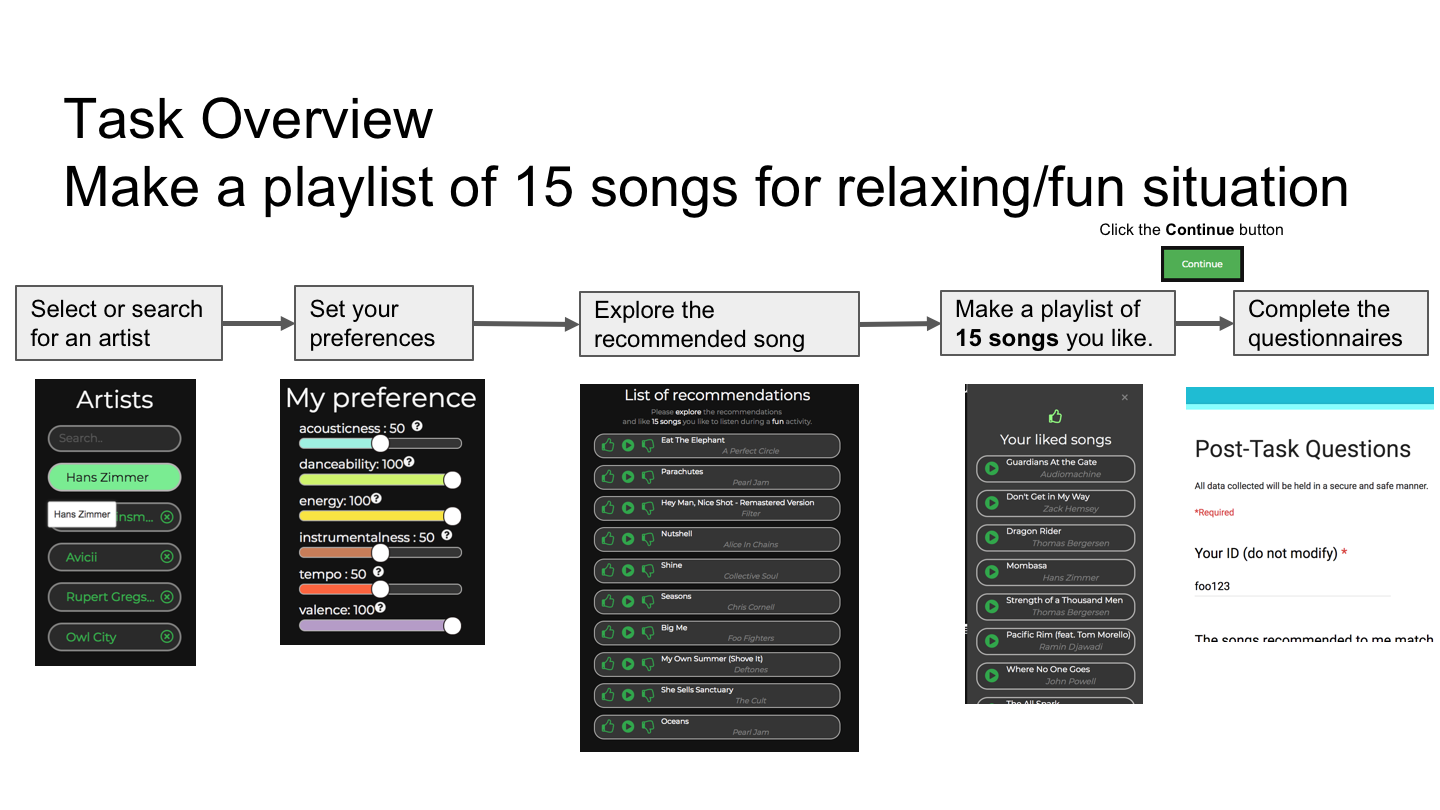 Task Overview
Make a playlist of 15 songs for relaxing/fun situation
Click the Continue button
Continue
Select or search
for an artist
Set your
preferences
Explore the
recommended song
Make a playlist of
15 songs you like.
Complete the
questionnaires
Artists
Search..
Hans Zimmer
Hans Zimmer
insm...
Avicii
Rupert Gregs...
Owl City
My preference
acousticness : 50
danceability: 100
energy: 100
instrumentalness : 50
tempo : 50
valence: 100
List of recommendations
Please explore the recommendations
and like 15 songs you like to listen during a fun activity.
Eat The Elephant
A Perfect Circle
Parachutes
Pearl Jam
Hey Man, Nice Shot - Remastered Version
Filter
Nutshell
Alice In Chains
Shine
Collective Soul
Seasons
Chris Cornell
Big Me
Foo Fighters
My Own Summer (Shove It)
Deftones
She Sells Sanctuary
The Cult
Oceans
Pearl Jam
×
Your liked songs
Guardians At the Gate
Audiomachine
Don't Get in My Way
Zack Hemsey
Dragon Rider
Thomas Bergersen
Mombasa
Hans Zimmer
Strength of a Thousand Men
Thomas Bergersen
Pacific Rim (feat. Tom Morello)
Ramin Djawadi
Where No One Goes
John Powell
The All Spark
Post-Task Questions
All data collected will be held in a secure and safe manner.
*Required
Your ID (do not modify) *
foo123
The songs recommended to me match